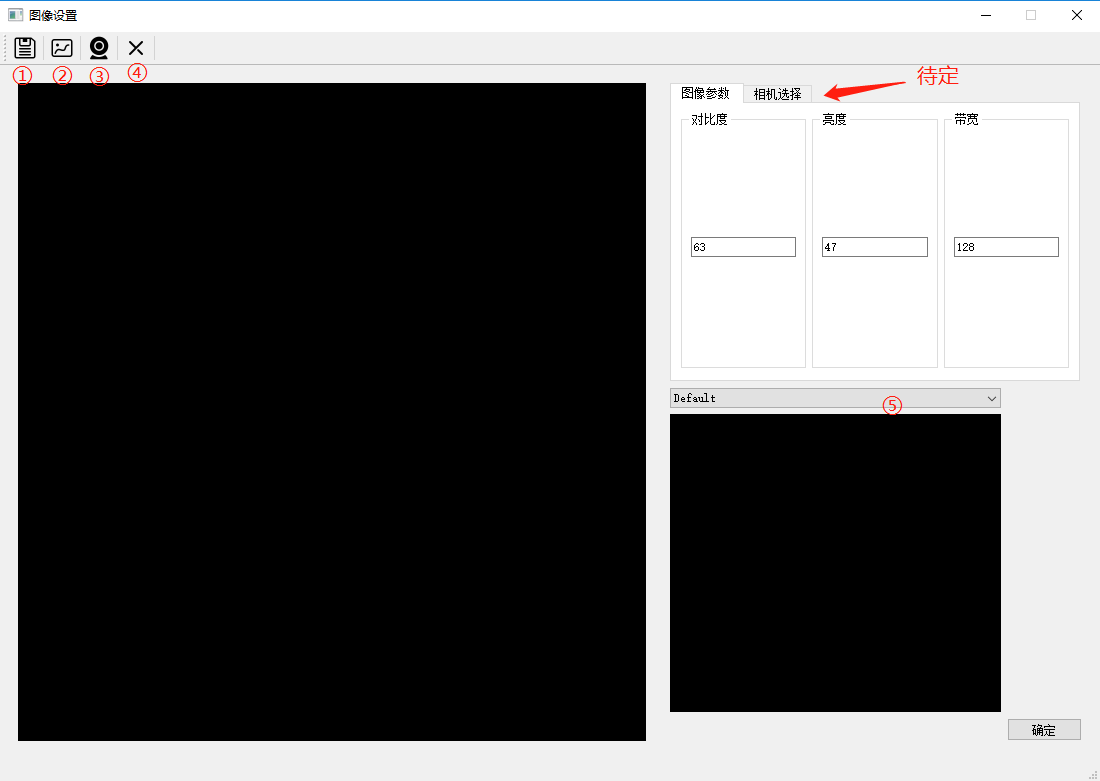 图像设置
① ② ③ ④
待定
图像参数 相机选择
对比度 亮度 带宽
63 47 128
Default
⑤
确定